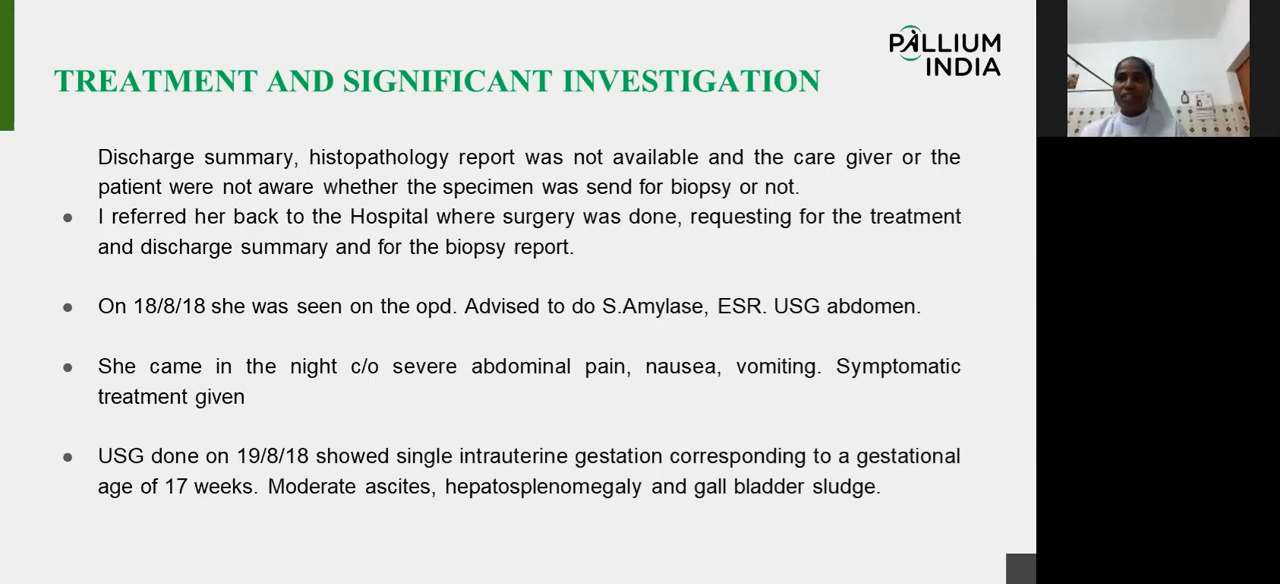 PALLIUM
INDIA
TREATMENT AND SIGNIFICANT INVESTIGATION
Discharge summary, histopathology report was not available and the care giver or the
patient were not aware whether the specimen was send for biopsy or not.
● I referred her back to the Hospital where surgery was done, requesting for the treatment
and discharge summary and for the biopsy report.
● On 18/8/18 she was seen on the opd. Advised to do S.Amylase, ESR. USG abdomen.
● She came in the night c/o severe abdominal pain, nausea, vomiting. Symptomatic
treatment given
● USG done on 19/8/18 showed single intrauterine gestation corresponding to a gestational
age of 17 weeks. Moderate ascites, hepatosplenomegaly and gall bladder sludge.